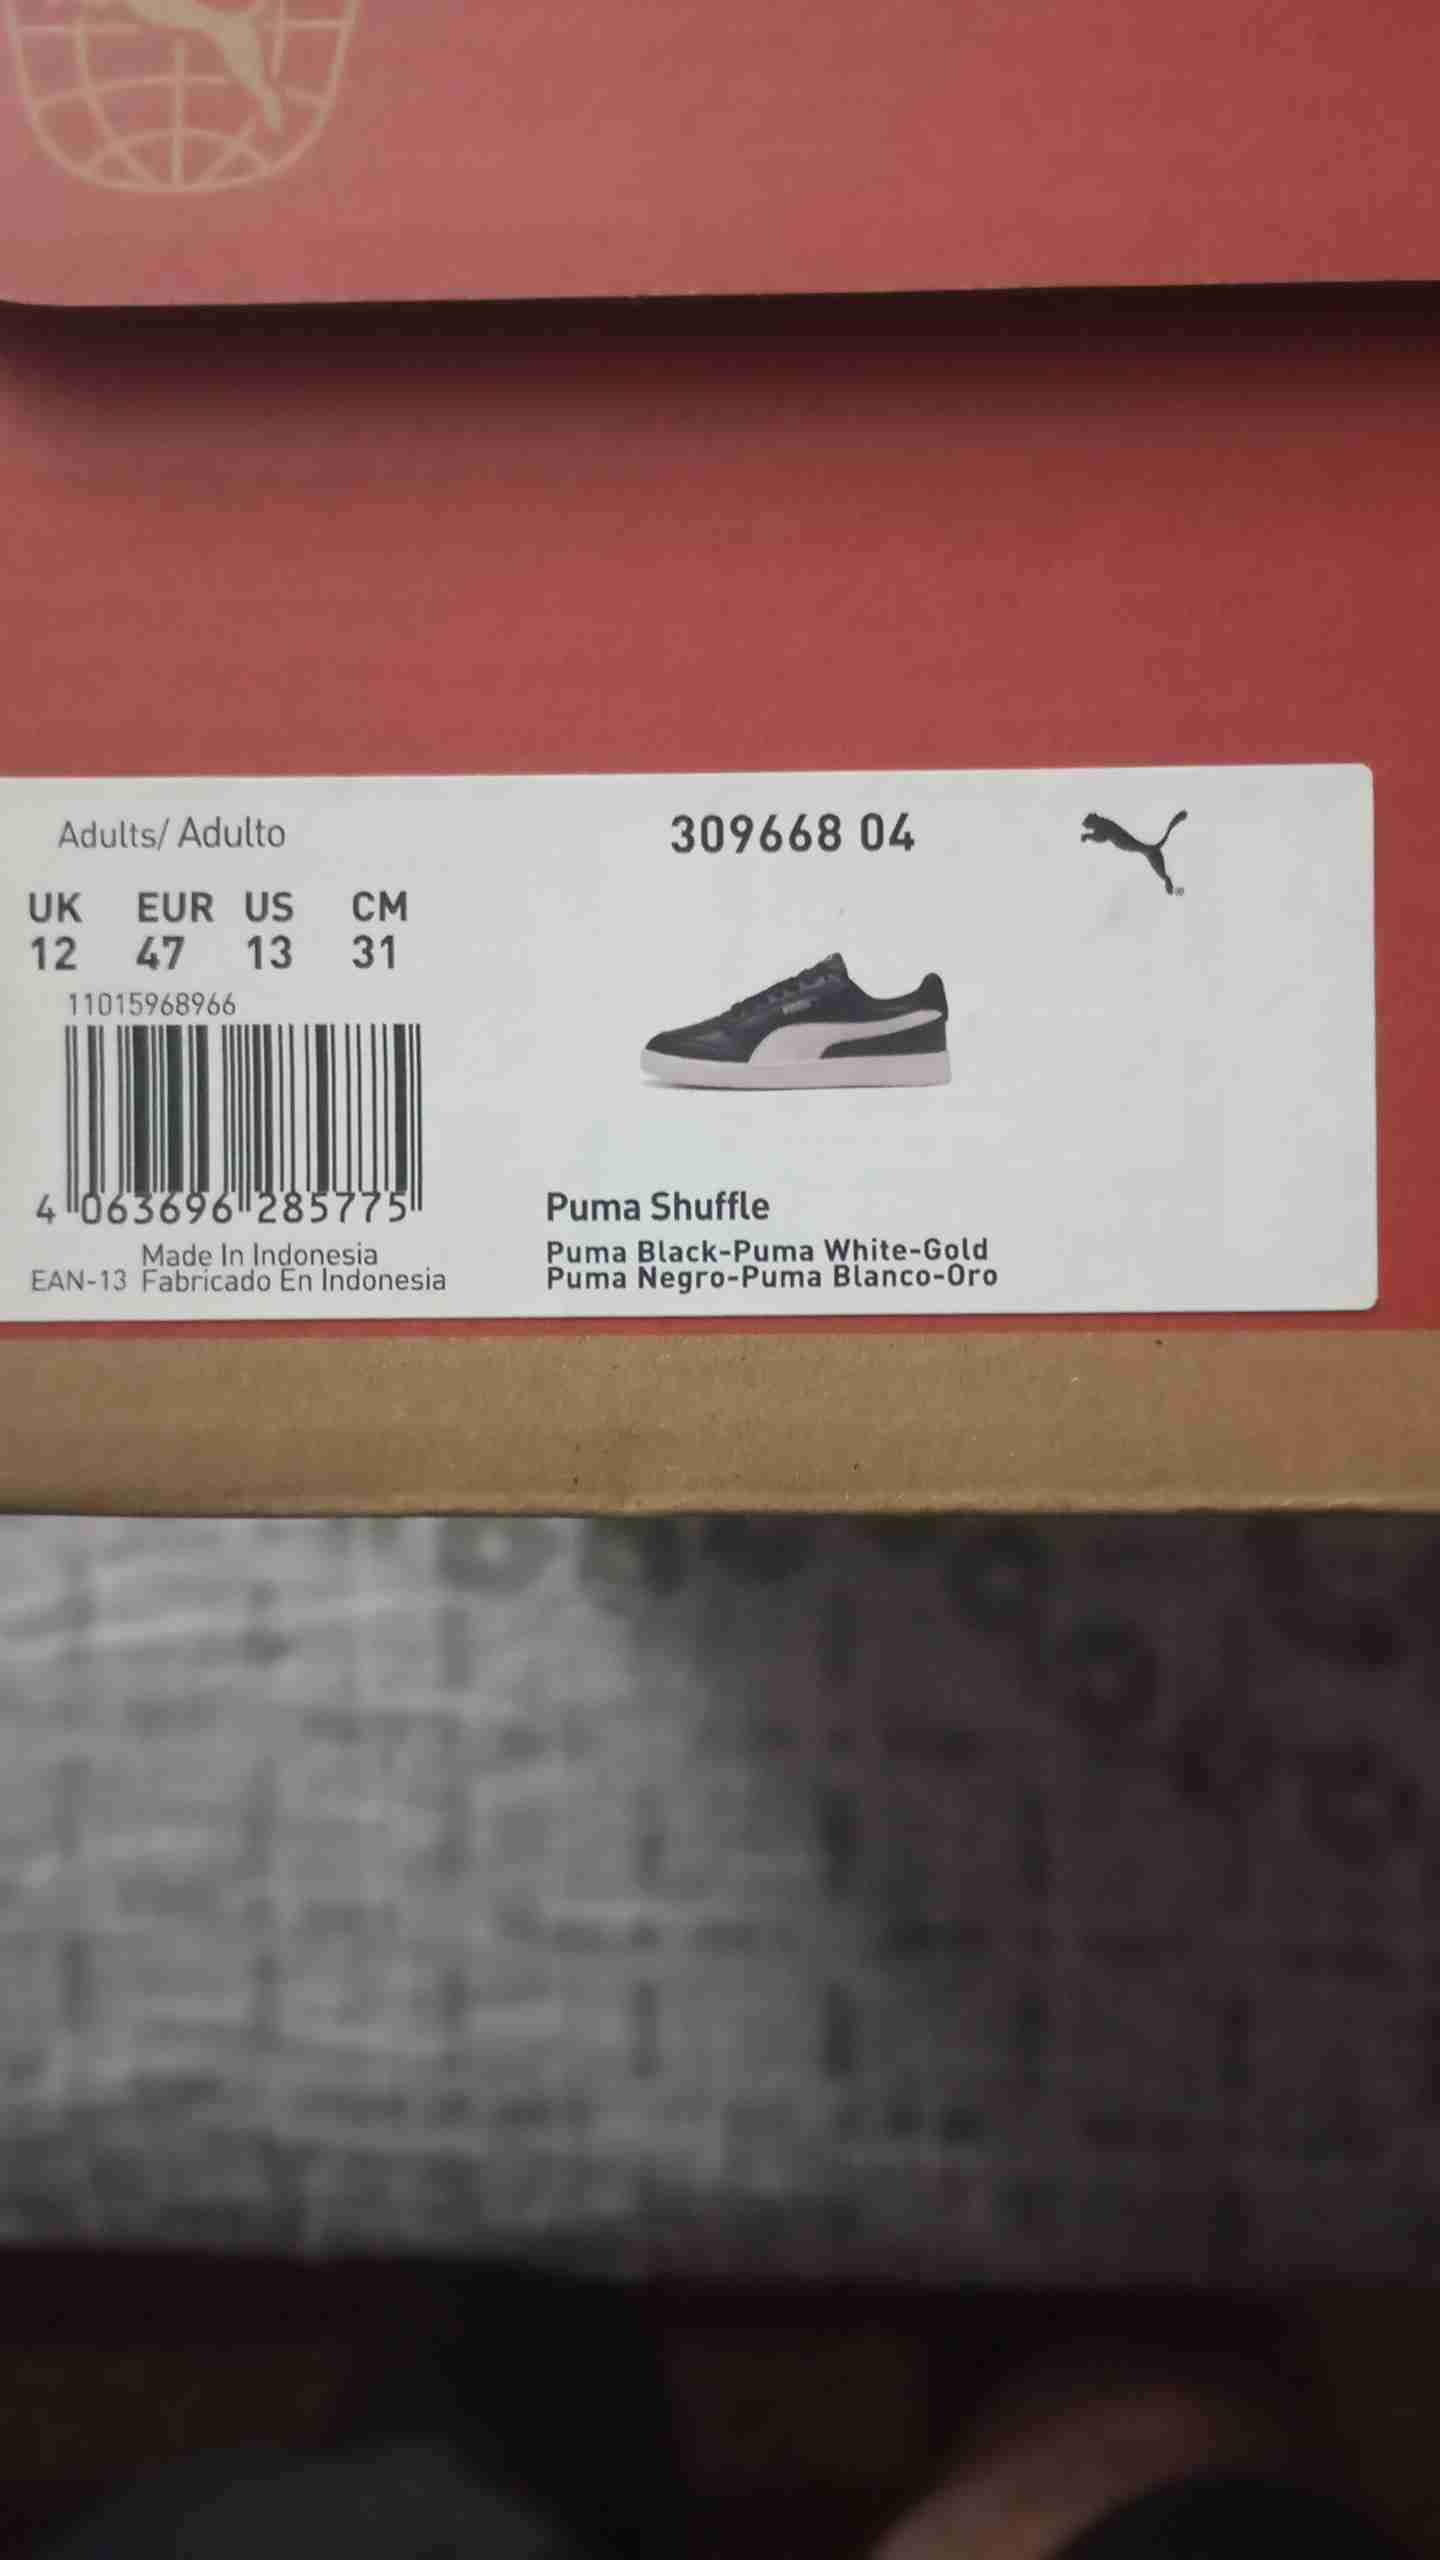 Adults/ Adulto
309668 04
UK EUR US CM
12 47 13 31
11015968966
4 063696 285775
Made In Indonesia
EAN-13 Fabricado En Indonesia
Puma Shuffle
Puma Black-Puma White-Gold
Puma Negro-Puma Blanco-Oro